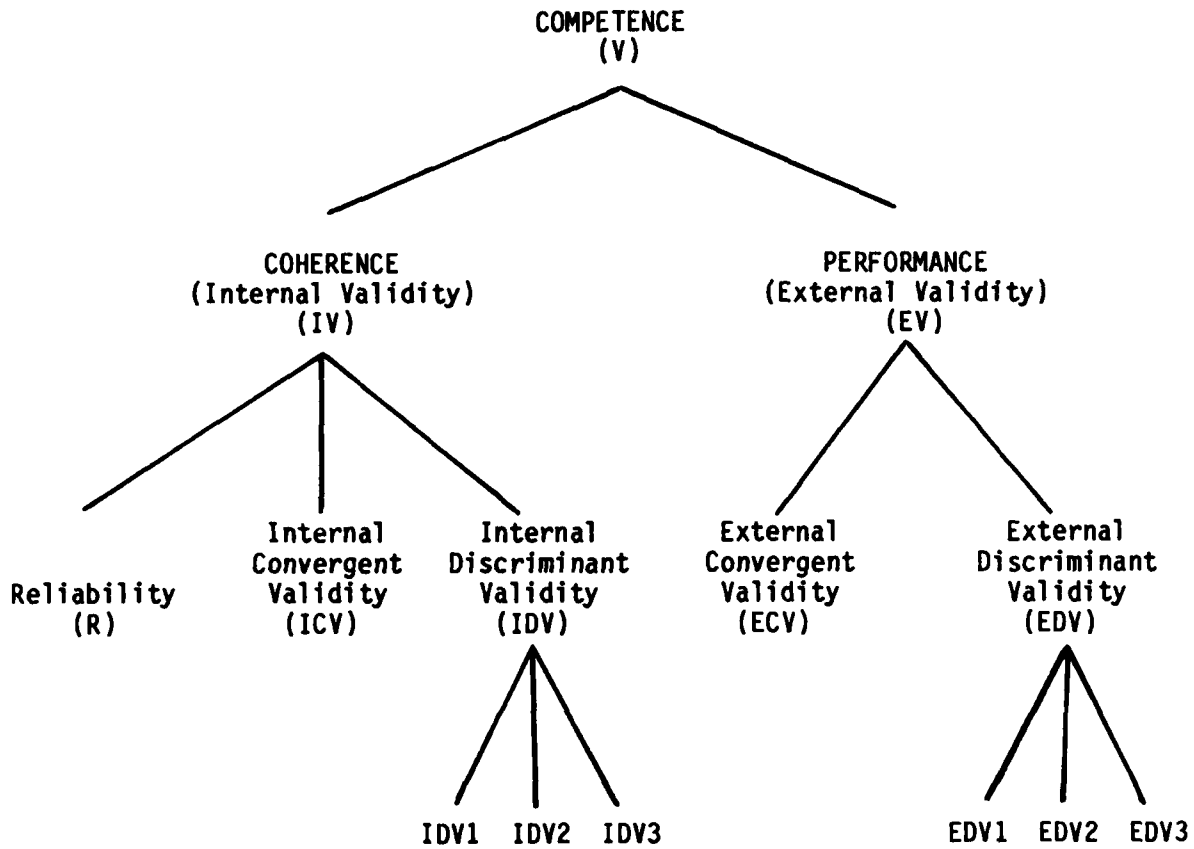 COMPETENCE
(V)
COHERENCE
(Internal Validity)
(IV)
PERFORMANCE
(External Validity)
(EV)
Reliability
(R)
Internal
Convergent
Validity
(ICV)
Internal
Discriminant
Validity
(IDV)
External
Convergent
Validity
(ECV)
External
Discriminant
Validity
(EDV)
IDV1 IDV2 IDV3
EDV1 EDV2 EDV3